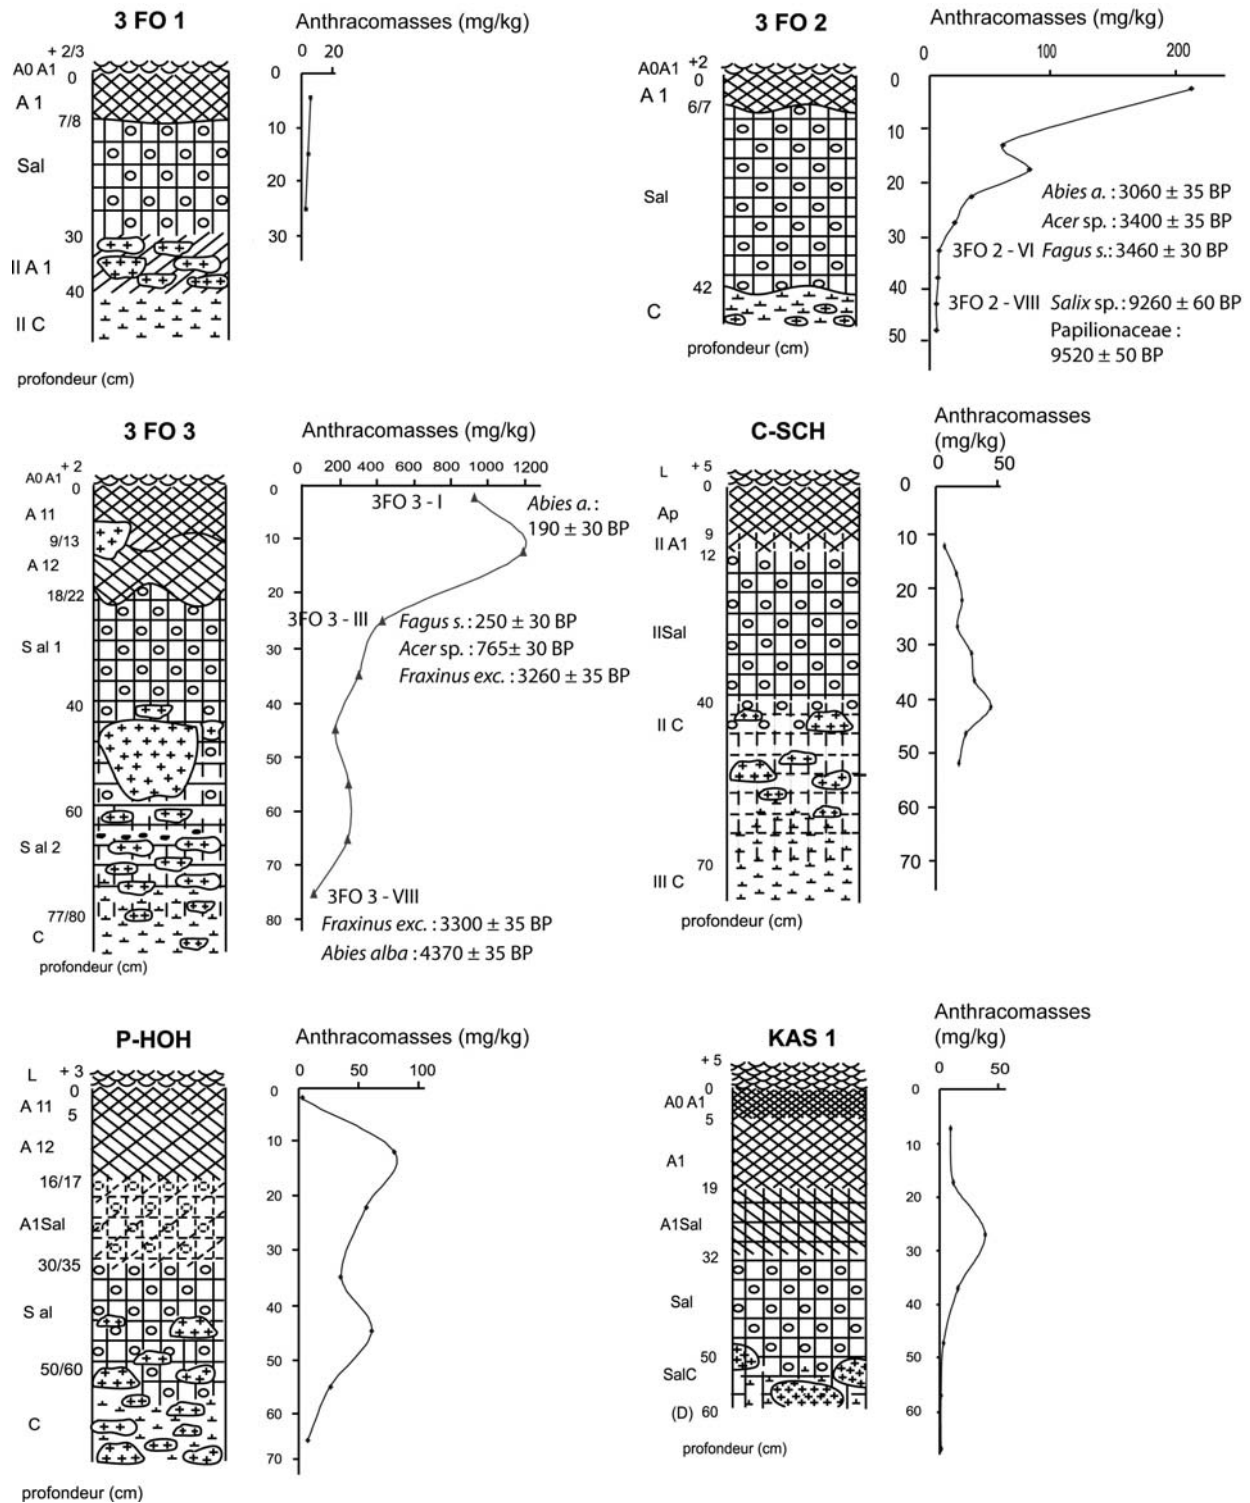 3 FO 1
Anthracomasses (mg/kg)
0 20
+ 2/3
A0 A1
0
A 1
7/8
Sal
30
II A 1
40
II C
profondeur (cm)
0
10
20
30
3 FO 2
Anthracomasses (mg/kg)
0 100 200
+2
A0A1
0
A 1
6/7
Sal
42
C
profondeur (cm)
0
10
20
30
40
50
Abies a. : 3060 ± 35 BP
Acer sp. : 3400 ± 35 BP
3FO 2 - VI Fagus s.: 3460 ± 30 BP
3FO 2 - VIII Salix sp. : 9260 ± 60 BP
Papilionaceae :
9520 ± 50 BP
3 FO 3
Anthracomasses (mg/kg)
0 200 400 600 800 1000 1200
+ 2
A0 A1
0
A 11
9/13
A 12
18/22
S al 1
40
60
S al 2
77/80
C
profondeur (cm)
0
10
20
30
40
50
60
70
80
3FO 3 - I
Abies a. :
190 ± 30 BP
3FO 3 - III Fagus s. : 250 ± 30 BP
Acer sp. : 765± 30 BP
Fraxinus exc. : 3260 ± 35 BP
3FO 3 - VIII
Fraxinus exc. : 3300 ± 35 BP
Abies alba : 4370 ± 35 BP
C-SCH
Anthracomasses
(mg/kg)
0 50
L + 5
0
Ap
9
II A1
12
IISal
40
II C
70
III C
profondeur (cm)
0
10
20
30
40
50
60
70
P-HOH
Anthracomasses (mg/kg)
0 50 100
L + 3
0
A 11
5
A 12
16/17
A1Sal
30/35
S al
50/60
C
profondeur (cm)
0
10
20
30
40
50
60
70
KAS 1
Anthracomasses
(mg/kg)
0 50
+ 5
0
A0 A1
5
A1
19
A1Sal
32
Sal
50
SalC
(D) 60
profondeur (cm)
0
10
20
30
40
50
60